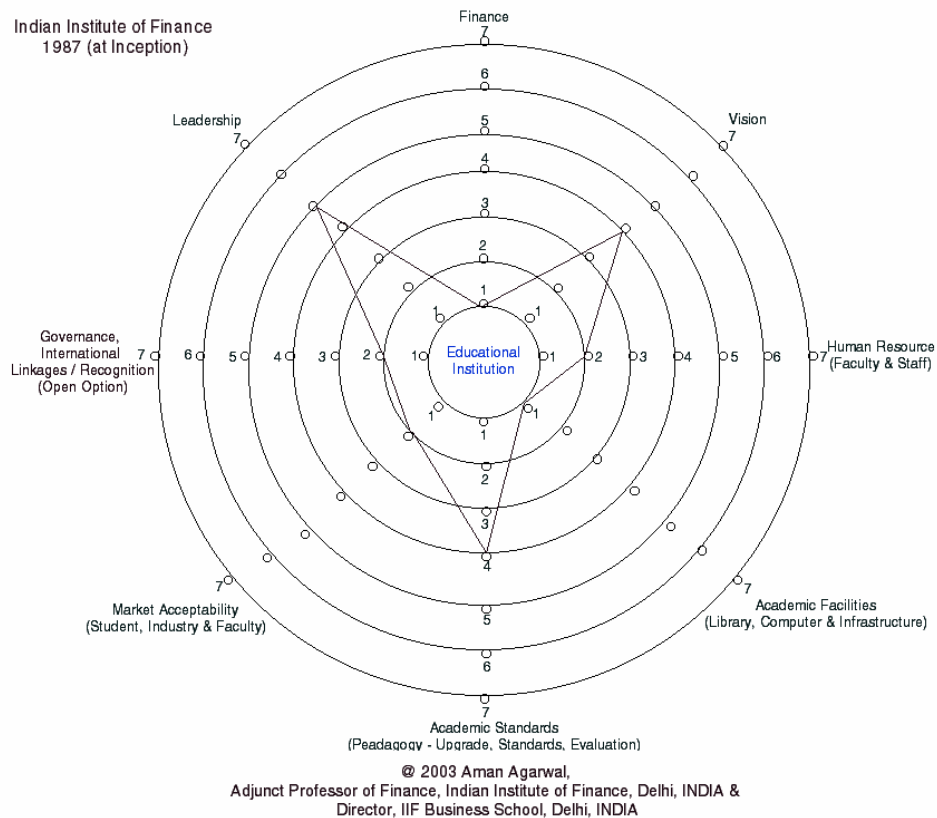 Indian Institute of Finance
1987 (at Inception)
Finance
7
6
5
4
3
2
1
Leadership
7
1
Vision
7
1
Governance,
International
Linkages / Recognition
(Open Option)
7 6 5 4 3 2 1
Educational
Institution
1 2 3 4 5 6 7
Human Resource
(Faculty & Staff)
1
1
1
2
3
4
5
6
7
7
Market Acceptability
(Student, Industry & Faculty)
7
Academic Facilities
(Library, Computer & Infrastructure)
Academic Standards
(Peadagogy - Upgrade, Standards, Evaluation)
@ 2003 Aman Agarwal,
Adjunct Professor of Finance, Indian Institute of Finance, Delhi, INDIA &
Director, IIF Business School, Delhi, INDIA